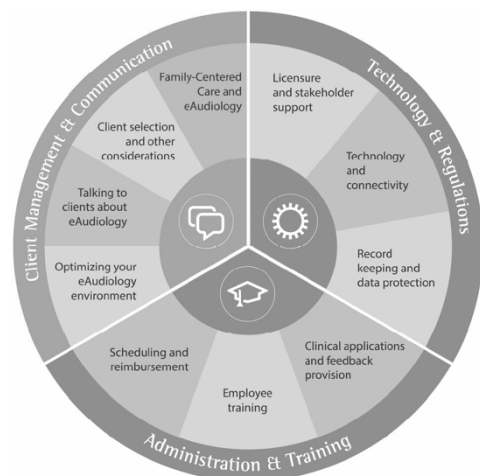 Client Management & Communication
Family-Centered
Care and
eAudiology
Client selection
and other
considerations
Talking to
clients about
eAudiology
Optimizing your
eAudiology
environment
Technology & Regulations
Licensure
and stakeholder
support
Technology
and
connectivity
Record
keeping and
data protection
Administration & Training
Scheduling and
reimbursement
Employee
training
Clinical applications
and feedback
provision